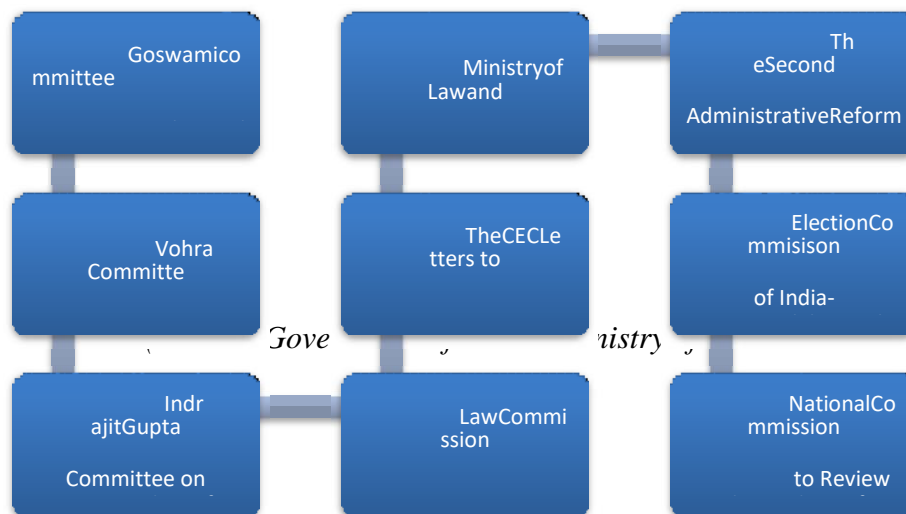 Goswamico
mmittee
Ministryof
Lawand
Th
eSecond
AdministrativeReform
Vohra
Committe
TheCECLe
tters to
ElectionCo
mmisison
of India-
Gove nistry
Indr
ajitGupta
Committee on
LawCommi
ssion
NationalCo
mmission
to Review